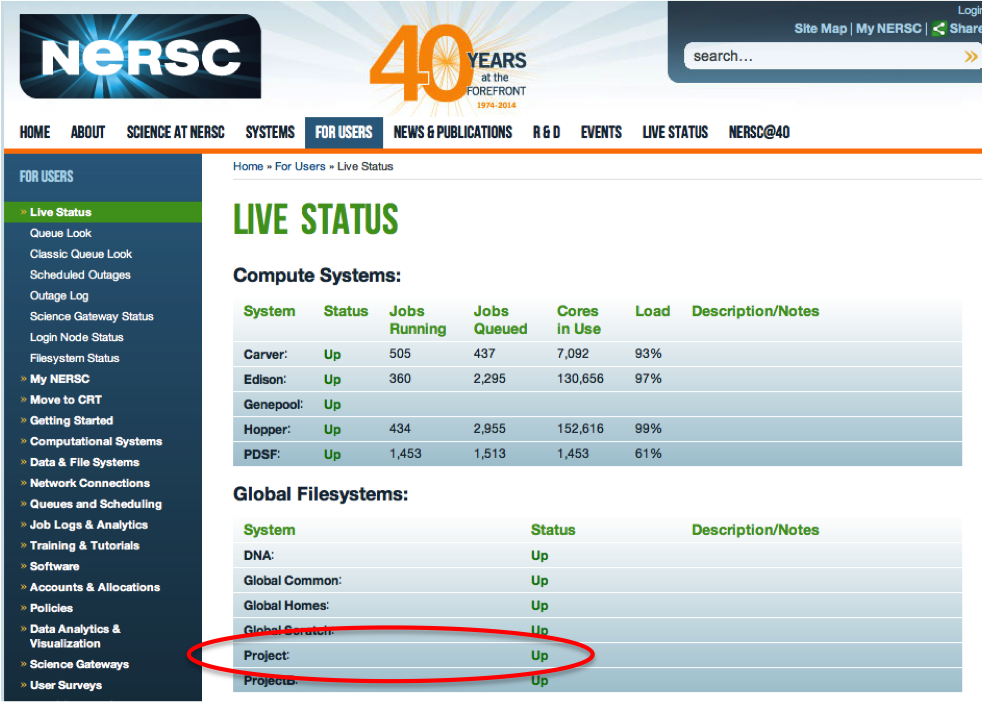 NERSC
40 YEARS
at the
FOREFRONT
1974-2014
Login
Site Map | My NERSC | Share
search...
HOME ABOUT SCIENCE AT NERSC SYSTEMS FOR USERS NEWS & PUBLICATIONS R & D EVENTS LIVE STATUS NERSC@40
FOR USERS
» Live Status
Queue Look
Classic Queue Look
Scheduled Outages
Outage Log
Science Gateway Status
Login Node Status
Filesystem Status
» My NERSC
» Move to CRT
» Getting Started
» Computational Systems
» Data & File Systems
» Network Connections
» Queues and Scheduling
» Job Logs & Analytics
» Training & Tutorials
» Software
» Accounts & Allocations
» Policies
» Data Analytics &
Visualization
» Science Gateways
» User Surveys
Home » For Users » Live Status
LIVE STATUS
Compute Systems:
System Status Jobs Running Jobs Queued Cores in Use Load Description/Notes
Carver: Up 505 437 7,092 93%
Edison: Up 360 2,295 130,656 97%
Genepool: Up
Hopper: Up 434 2,955 152,616 99%
PDSF: Up 1,453 1,513 1,453 61%
Global Filesystems:
System Status Description/Notes
DNA: Up
Global Common: Up
Global Homes: Up
Global Scratch: Up
Project: Up
ProjectB: Up